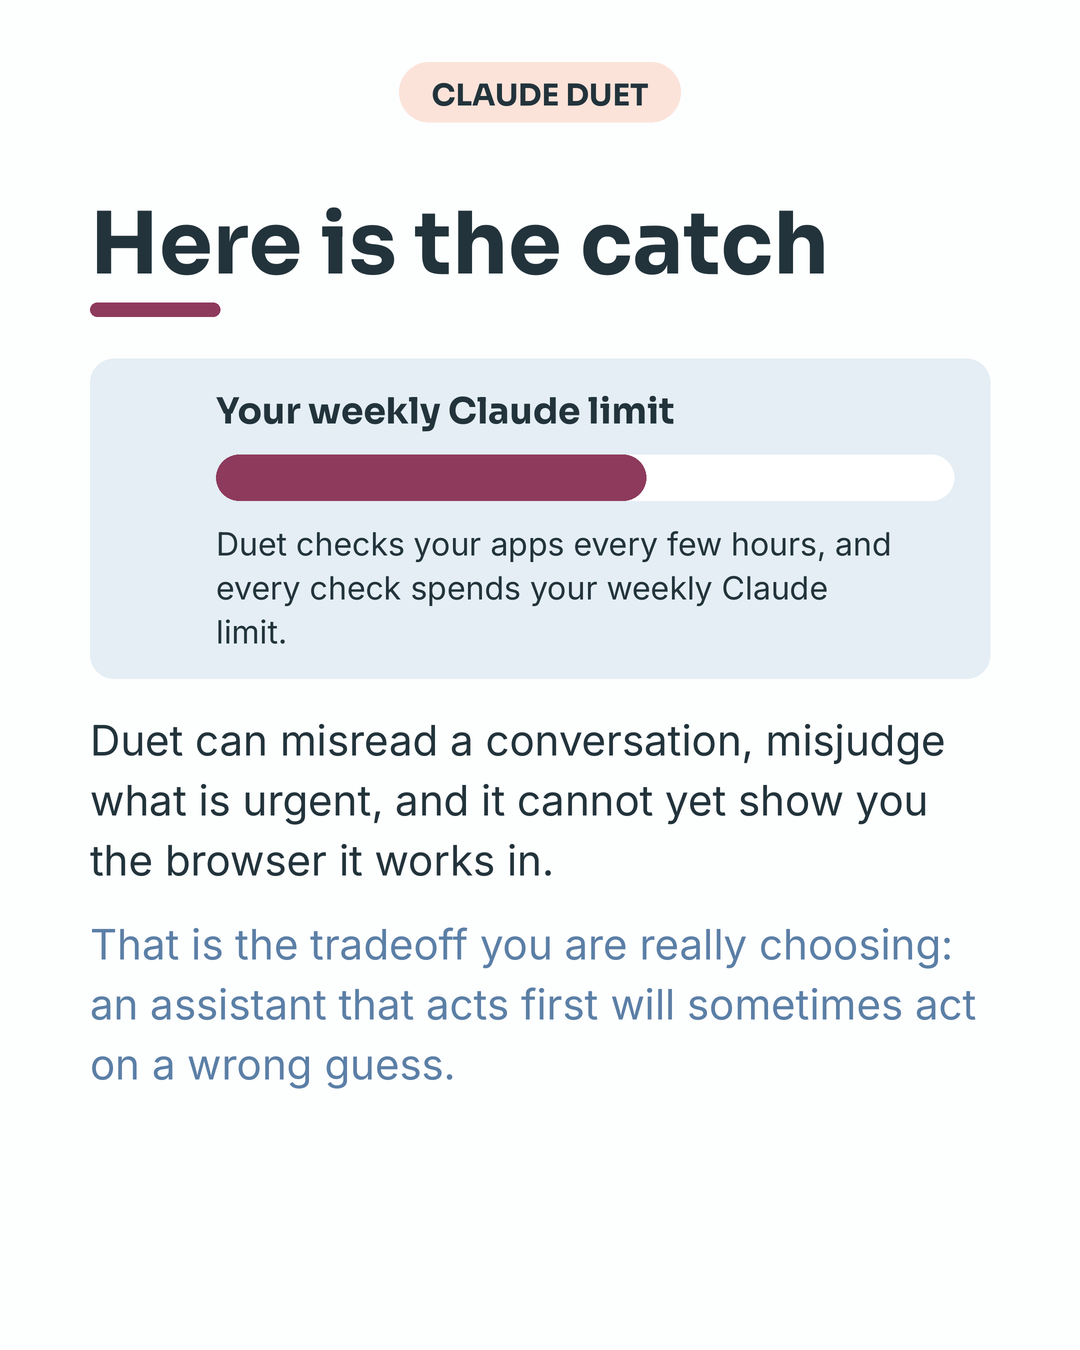 CLAUDE DUET
Here is the catch
Your weekly Claude limit
Duet checks your apps every few hours, and
every check spends your weekly Claude
limit.
Duet can misread a conversation, misjudge
what is urgent, and it cannot yet show you
the browser it works in.
That is the tradeoff you are really choosing:
an assistant that acts first will sometimes act
on a wrong guess.